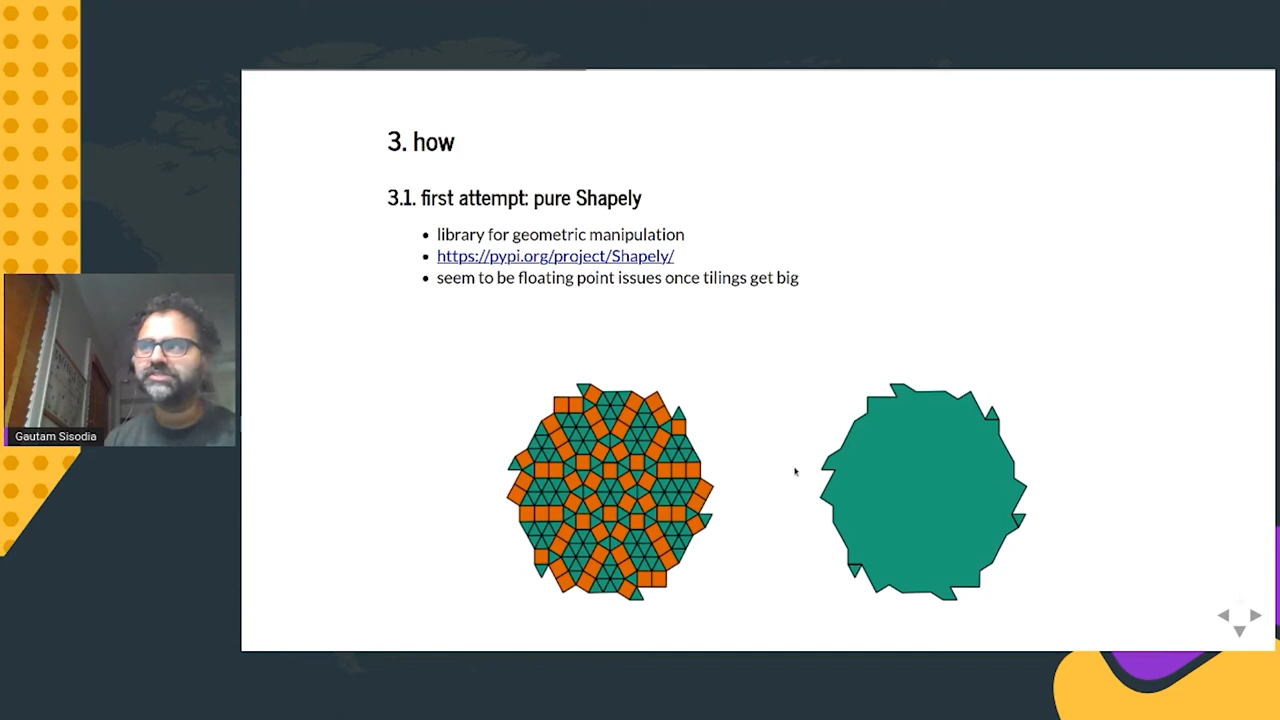 3. how
3.1. first attempt: pure Shapely
library for geometric manipulation
https://pypi.org/project/Shapely/
seem to be floating point issues once tilings get big
Gautam Sisodia